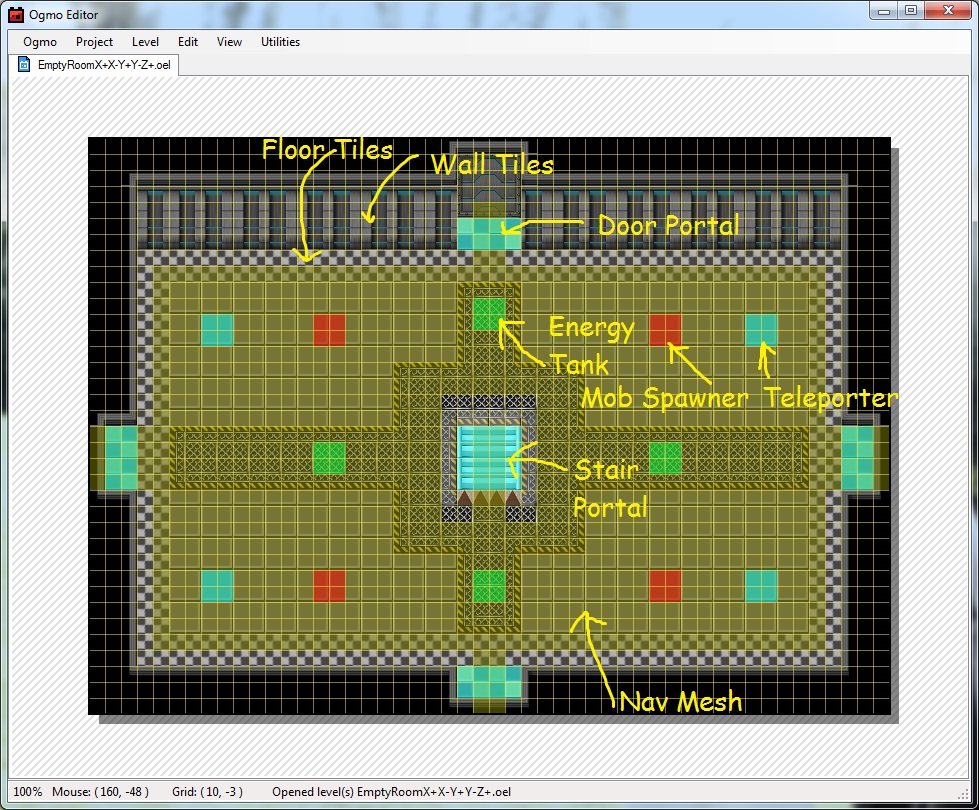 Ogmo Editor
Ogmo Project Level Edit View Utilities
EmptyRoomX+X-Y+Y-Z+.oel
Floor Tiles
Wall Tiles
Door Portal
Energy
Tank
Mob Spawner Teleporter
Stair
Portal
Nav Mesh
100% Mouse: ( 160, -48 ) Grid: ( 10, -3 ) Opened level(s) EmptyRoomX+X-Y+Y-Z+.oel